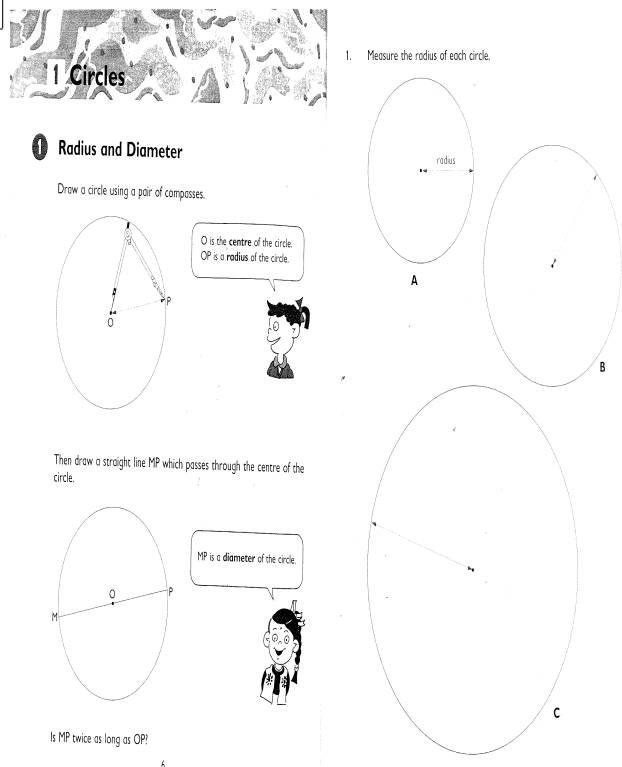 1 Circles
1 Radius and Diameter
Draw a circle using a pair of compasses.
O is the centre of the circle.
OP is a radius of the circle.
P
O
Then draw a straight line MP which passes through the centre of the
circle.
MP is a diameter of the circle.
O
P
M
Is MP twice as long as OP?
6
1. Measure the radius of each circle.
radius
A
B
C